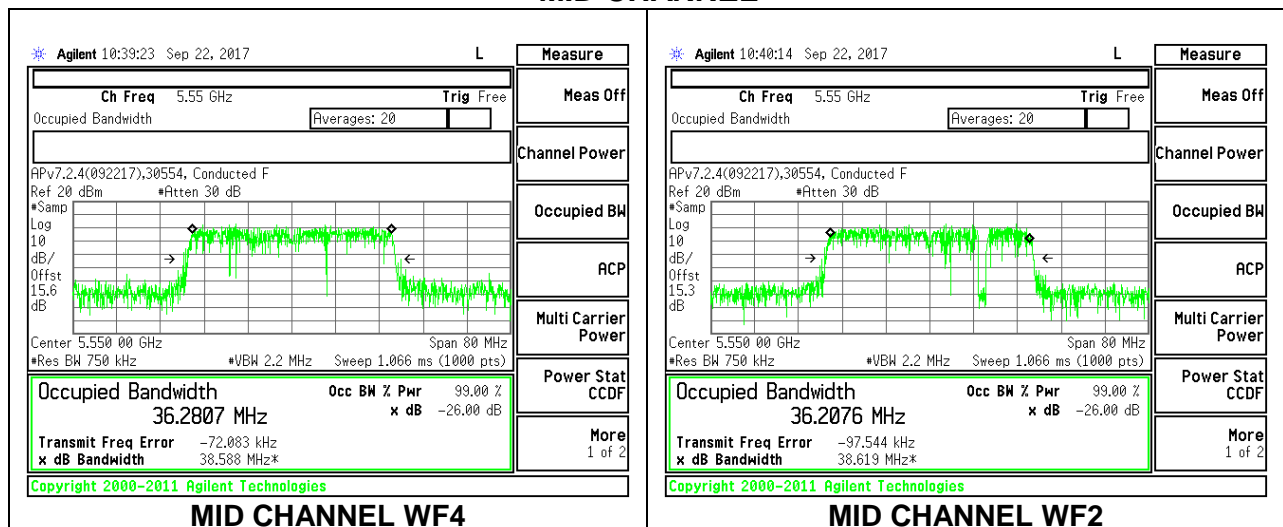 MID CHANNEL
Agilent 10:39:23 Sep 22, 2017 L
Measure
Ch Freq 5.55 GHz Trig Free
Occupied Bandwidth Averages: 20
APv7.2.4(092217),30554, Conducted F
Ref 20 dBm #Atten 30 dB
#Samp
Log
10
dB/
Offst
15.6
dB
Center 5.550 00 GHz Span 80 MHz
#Res BW 750 kHz #VBW 2.2 MHz Sweep 1.066 ms (1000 pts)
Occupied Bandwidth Occ BW % Pwr 99.00 %
36.2807 MHz x dB -26.00 dB
Transmit Freq Error -72.083 kHz
x dB Bandwidth 38.588 MHz*
Copyright 2000-2011 Agilent Technologies
Meas Off
Channel Power
Occupied BW
ACP
Multi Carrier
Power
Power Stat
CCDF
More
1 of 2
MID CHANNEL WF4
Agilent 10:40:14 Sep 22, 2017 L
Measure
Ch Freq 5.55 GHz Trig Free
Occupied Bandwidth Averages: 20
APv7.2.4(092217),30554, Conducted F
Ref 20 dBm #Atten 30 dB
#Samp
Log
10
dB/
Offst
15.3
dB
Center 5.550 00 GHz Span 80 MHz
#Res BW 750 kHz #VBW 2.2 MHz Sweep 1.066 ms (1000 pts)
Occupied Bandwidth Occ BW % Pwr 99.00 %
36.2076 MHz x dB -26.00 dB
Transmit Freq Error -97.544 kHz
x dB Bandwidth 38.619 MHz*
Copyright 2000-2011 Agilent Technologies
Meas Off
Channel Power
Occupied BW
ACP
Multi Carrier
Power
Power Stat
CCDF
More
1 of 2
MID CHANNEL WF2